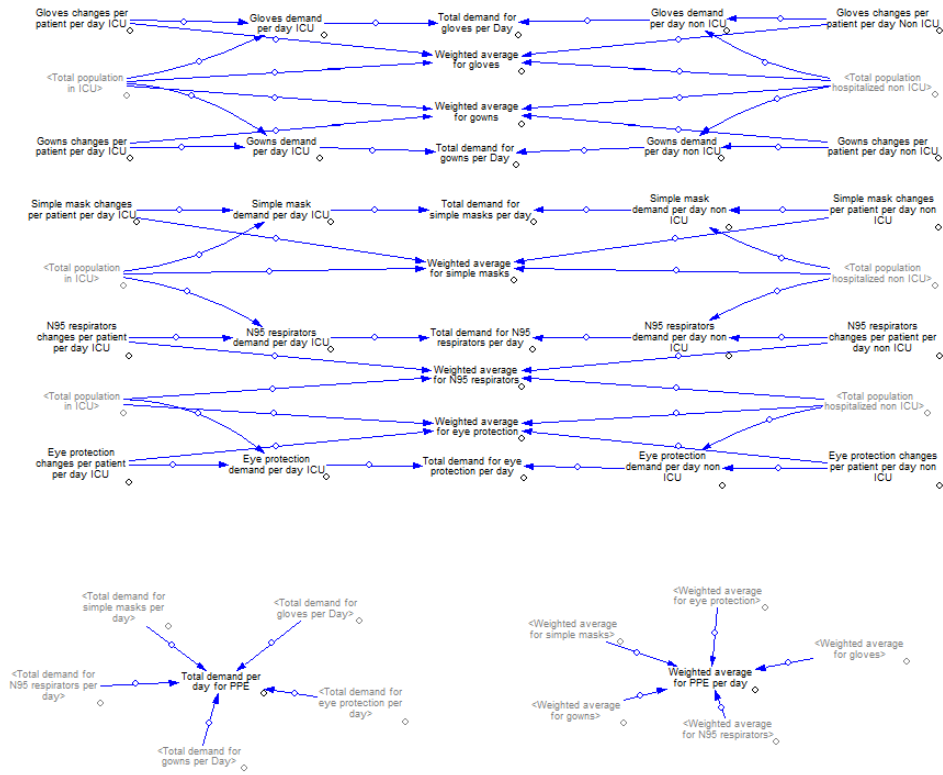 Gloves changes per
patient per day ICU
Gloves demand
per day ICU
Total demand for
gloves per Day
Gloves demand
per day non ICU
Gloves changes per
patient per day Non ICU
Weighted average
for gloves
<Total population
in ICU>
<Total population
hospitalized non ICU>
Weighted average
for gowns
Gowns changes per
patient per day ICU
Gowns demand
per day ICU
Total demand for
gowns per Day
Gowns demand
per day non ICU
Gowns changes per
patient per day non ICU
Simple mask changes
per patient per day ICU
Simple mask
demand per day ICU
Total demand for
simple masks per day
Simple mask
demand per day non
ICU
Simple mask changes
per patient per day non
ICU
<Total population
in ICU>
Weighted average
for simple masks
<Total population
hospitalized non ICU>
N95 respirators
changes per patient
per day ICU
N95 respirators
demand per day ICU
Total demand for N95
respirators per day
N95 respirators
demand per day non
ICU
N95 respirators
changes per patient per
day non ICU
Weighted average
for N95 respirators
<Total population
in ICU>
<Total population
hospitalized non ICU>
Weighted average
for eye protection
Eye protection
changes per patient
per day ICU
Eye protection
demand per day ICU
Total demand for eye
protection per day
Eye protection
demand per day non
ICU
Eye protection changes
per patient per day non
ICU
<Total demand for
simple masks per
day>
<Total demand for
gloves per Day>
<Total demand for
N95 respirators per
day>
Total demand per
day for PPE
<Total demand for
eye protection per
day>
<Total demand for
gowns per Day>
<Weighted average
for eye protection>
<Weighted average
for simple masks>
<Weighted average
for gloves>
Weighted average
for PPE per day
<Weighted average
for gowns>
<Weighted average
for N95 respirators>